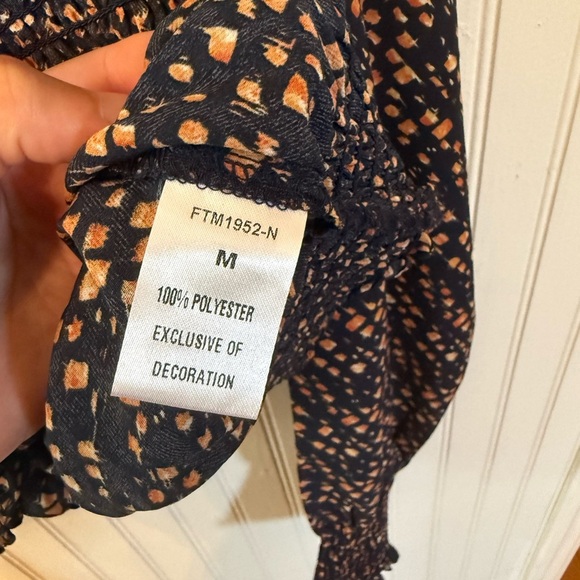 FTM1952-N
M
100% POLYESTER
EXCLUSIVE OF
DECORATION